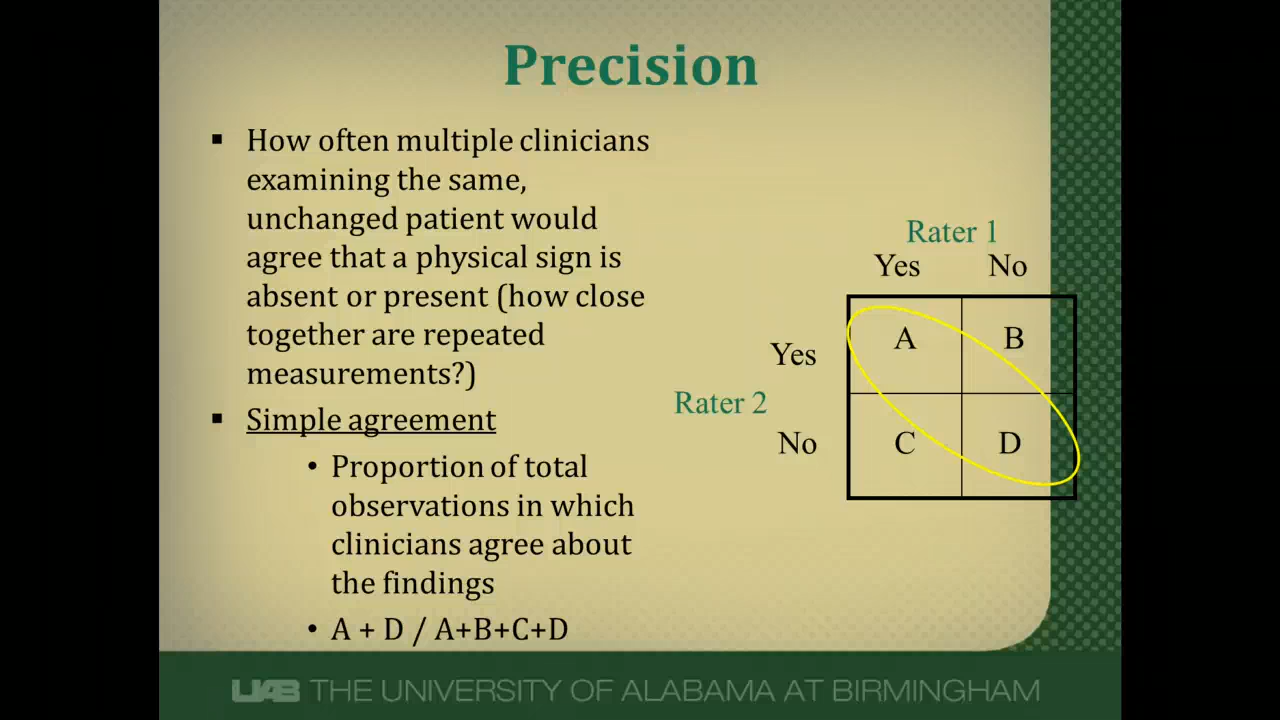 Precision
▪ How often multiple clinicians
examining the same,
unchanged patient would
agree that a physical sign is
absent or present (how close
together are repeated
measurements?)
▪ Simple agreement
• Proportion of total
observations in which
clinicians agree about
the findings
• A + D / A+B+C+D
Rater 1
Yes No
Yes A B
Rater 2
No C D
UAB THE UNIVERSITY OF ALABAMA AT BIRMINGHAM